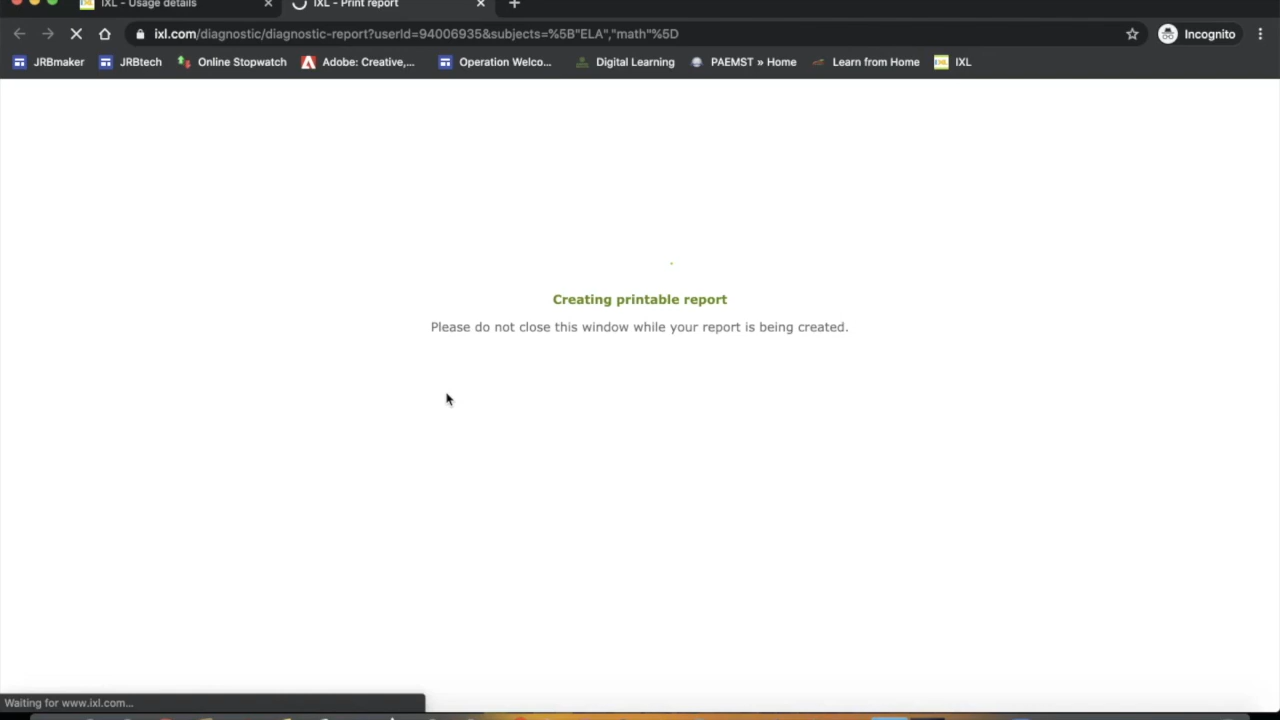 IXL - Usage details
IXL - Print report
ixl.com/diagnostic/diagnostic-report?userId=94006935&subjects=%5B"ELA","math"%5D
Incognito
JRBmaker
JRBtech
Online Stopwatch
Adobe: Creative,...
Operation Welco...
Digital Learning
PAEMST » Home
Learn from Home
IXL
Creating printable report
Please do not close this window while your report is being created.
Waiting for www.ixl.com...